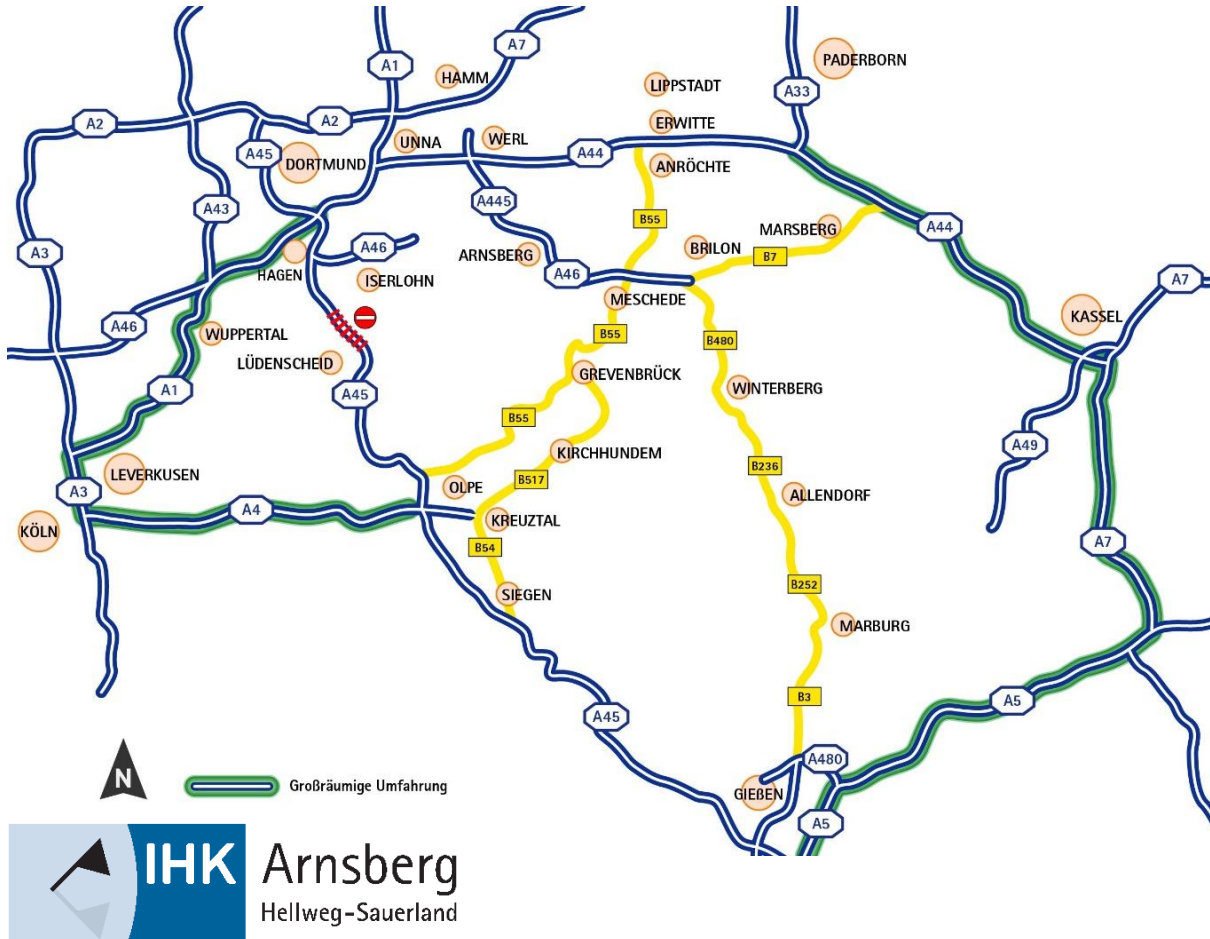 A7
A1
HAMM
PADERBORN
LIPPSTADT
A33
A2
A2
ERWITTE
UNNA
WERL
A45
DORTMUND
A44
ANRÖCHTE
A445
A43
B55
MARSBERG
A44
A3
A46
ARNSBERG
BRILON
B7
HAGEN
ISERLOHN
A46
A7
MESCHEDE
KASSEL
A46
WUPPERTAL
B55
B480
LÜDENSCHEID
GREVENBRÜCK
WINTERBERG
A1
A45
B55
A49
KIRCHHUNDEM
LEVERKUSEN
B517
B236
OLPE
ALLENDORF
A3
A4
KREUZTAL
KÖLN
B54
A7
SIEGEN
B252
MARBURG
B3
A5
A45
A480
N
Großräumige Umfahrung
GIEßEN
A5
IHK Arnsberg
Hellweg-Sauerland